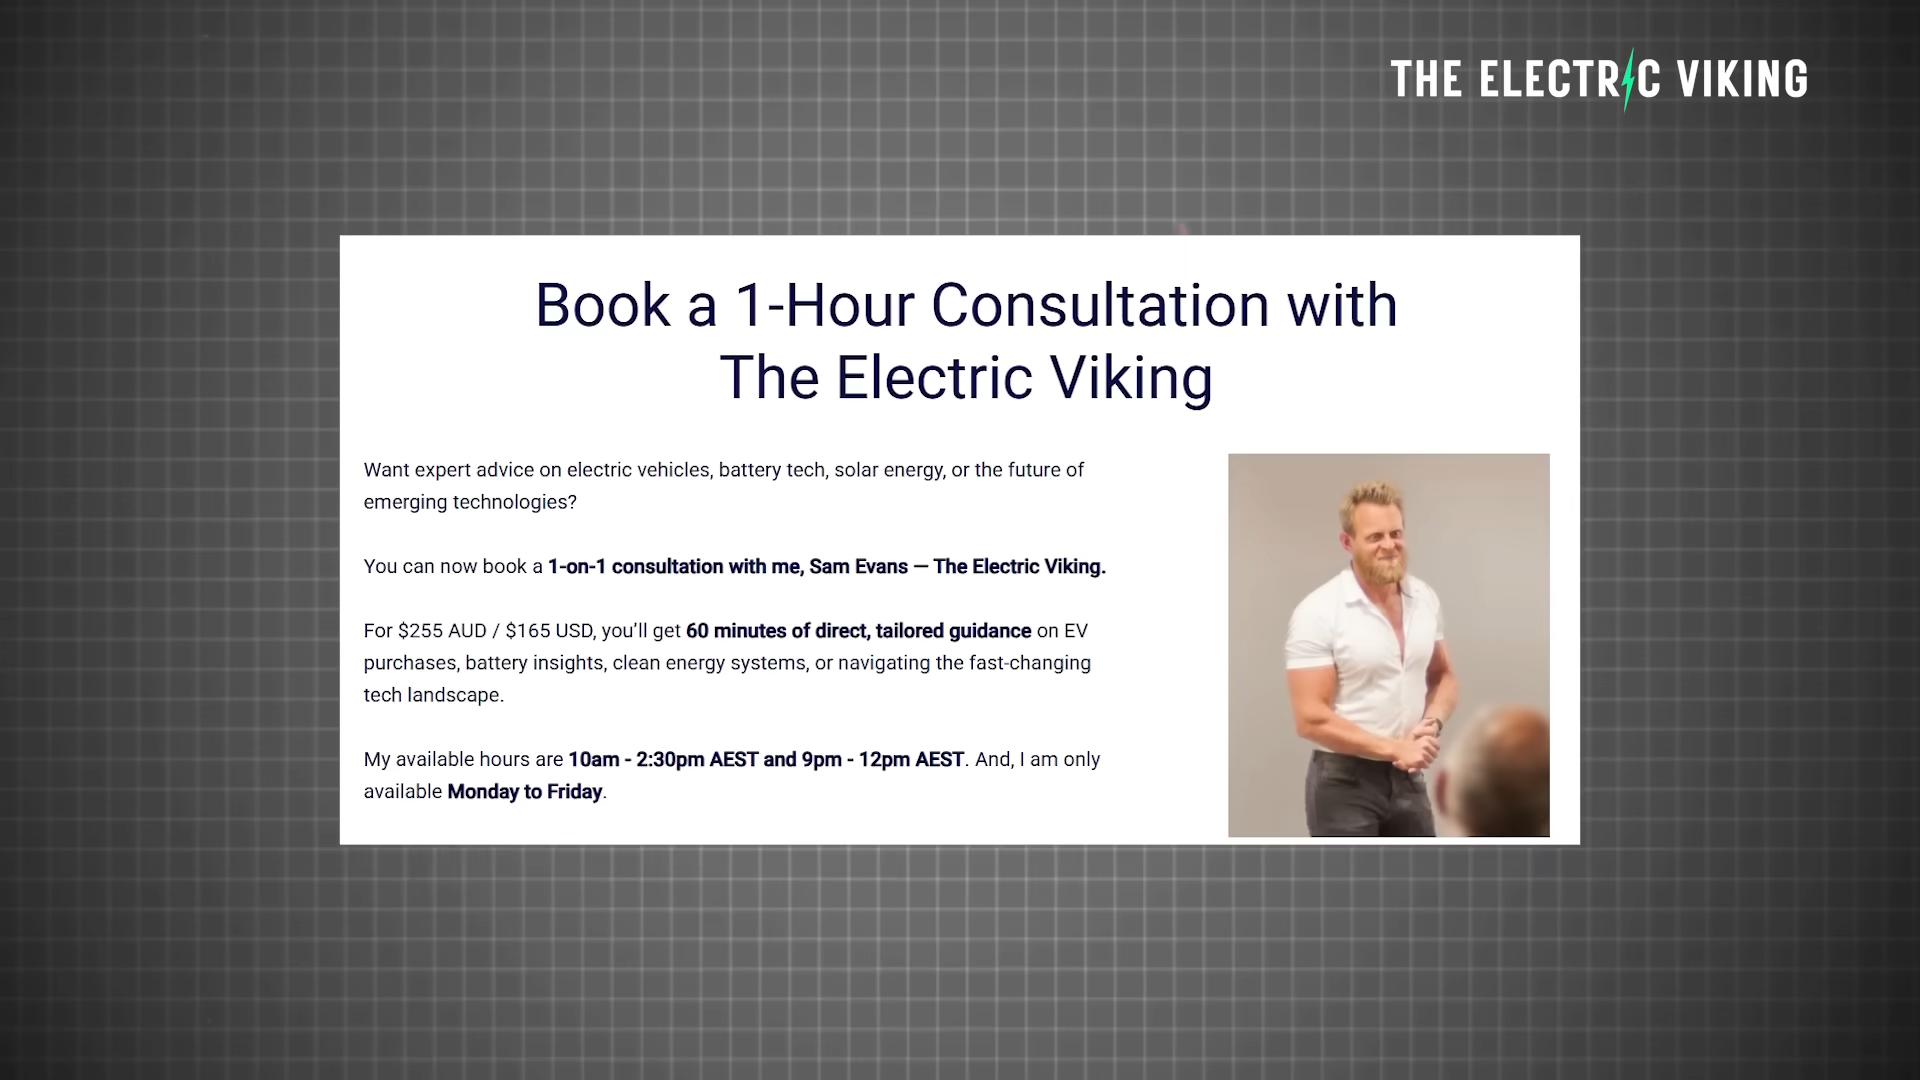 THE ELECTRIC VIKING
Book a 1-Hour Consultation with
The Electric Viking
Want expert advice on electric vehicles, battery tech, solar energy, or the future of
emerging technologies?
You can now book a 1-on-1 consultation with me, Sam Evans — The Electric Viking.
For $255 AUD / $165 USD, you’ll get 60 minutes of direct, tailored guidance on EV
purchases, battery insights, clean energy systems, or navigating the fast-changing
tech landscape.
My available hours are 10am - 2:30pm AEST and 9pm - 12pm AEST. And, I am only
available Monday to Friday.